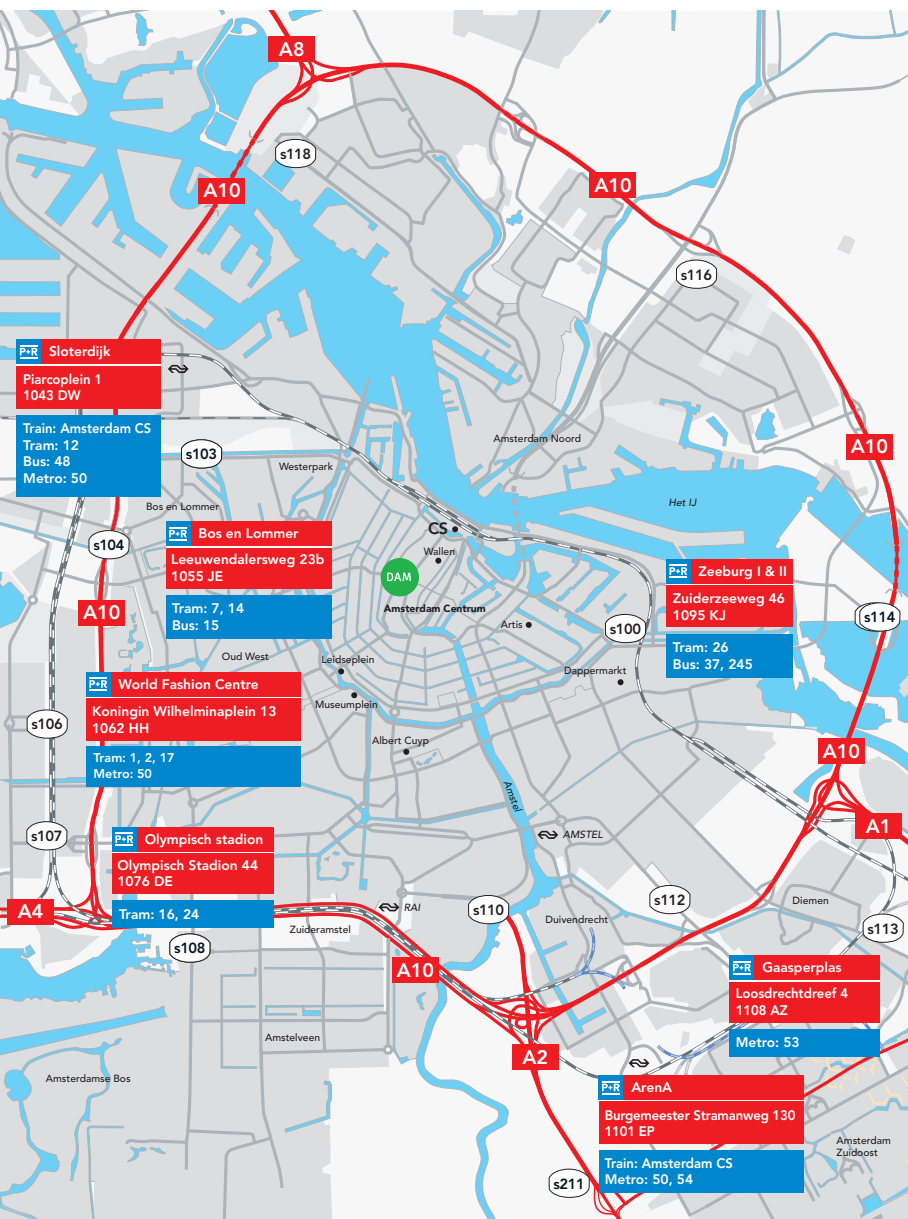 A8
s118
A10
A10
s116
P+R Sloterdijk
Piarcoplein 1
1043 DW
Train: Amsterdam CS
Tram: 12
Bus: 48
Metro: 50
s103
Westerpark
Amsterdam Noord
A10
Het IJ
Bos en Lommer
P+R Bos en Lommer
Leeuwendalersweg 23b
1055 JE
Tram: 7, 14
Bus: 15
s104
CS
Wallen
DAM
Amsterdam Centrum
A10
Artis
s100
P+R Zeeburg I & II
Zuiderzeeweg 46
1095 KJ
Tram: 26
Bus: 37, 245
s114
Oud West
Leidseplein
Dappermarkt
P+R World Fashion Centre
Koningin Wilhelminaplein 13
1062 HH
Tram: 1, 2, 17
Metro: 50
Museumplein
s106
Albert Cuyp
A10
Amstel
s107
P+R Olympisch stadion
Olympisch Stadion 44
1076 DE
Tram: 16, 24
AMSTEL
A1
A4
RAI
s110
s112
Diemen
Duivendrecht
s113
Zuideramstel
s108
A10
P+R Gaasperplas
Loosdrechtdreef 4
1108 AZ
Metro: 53
Amstelveen
A2
Amsterdamse Bos
P+R ArenA
Burgemeester Stramanweg 130
1101 EP
Train: Amsterdam CS
Metro: 50, 54
Amsterdam
Zuidoost
s211